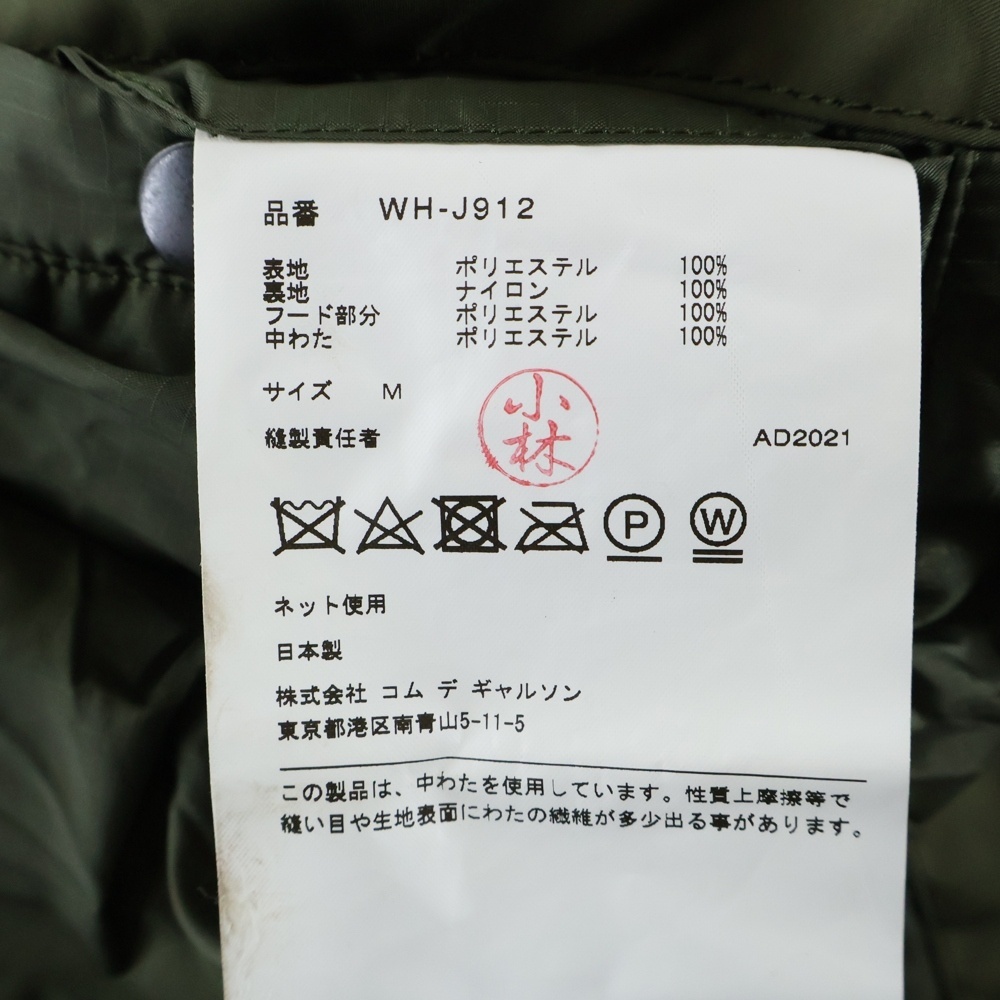 品番 WH-J912
表地 ポリエステル 100%
裏地 ナイロン 100%
フード部分 ポリエステル 100%
中わた ポリエステル 100%
サイズ M
縫製責任者 小林 AD2021
P W
ネット使用
日本製
株式会社 コム デ ギャルソン
東京都港区南青山5-11-5
この製品は、中わたを使用しています。性質上摩擦等で
縫い目や生地表面にわたの繊維が多少出る事があります。